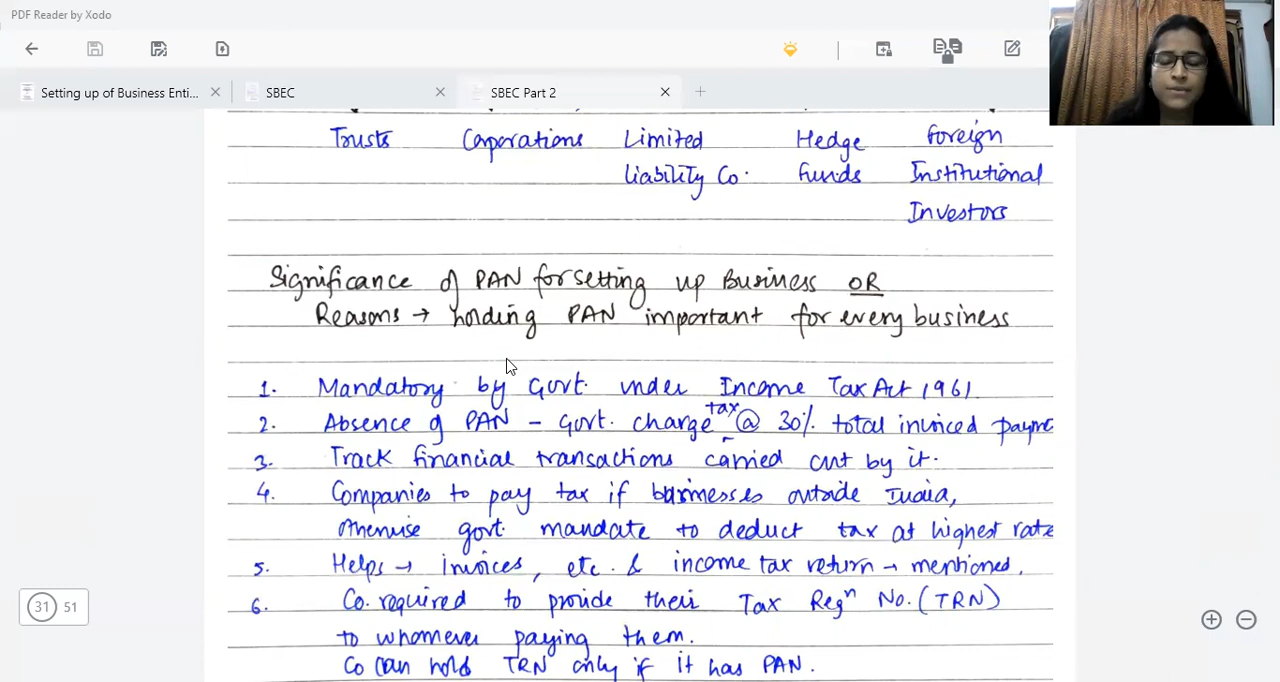 PDF Reader by Xodo
Setting up of Business Enti...
SBEC
SBEC Part 2
Trusts Corporations Limited Hedge Foreign
Liability Co. Funds Institutional
Investors
Significance of PAN for setting up Business OR
Reasons → holding PAN important for every business
1. Mandatory by Govt. under Income Tax Act 1961.
2. Absence of PAN - Govt. charge tax @ 30% total invoiced payme
3. Track financial transactions carried out by it.
4. Companies to pay tax if businesses outside India,
Otherwise govt. mandate to deduct tax at highest rate
5. Helps → invoices, etc. & income tax return → mentioned.
6. Co. required to provide their Tax Regn No. (TRN)
to whomever paying them.
Co can hold TRN only if it has PAN.
31 51